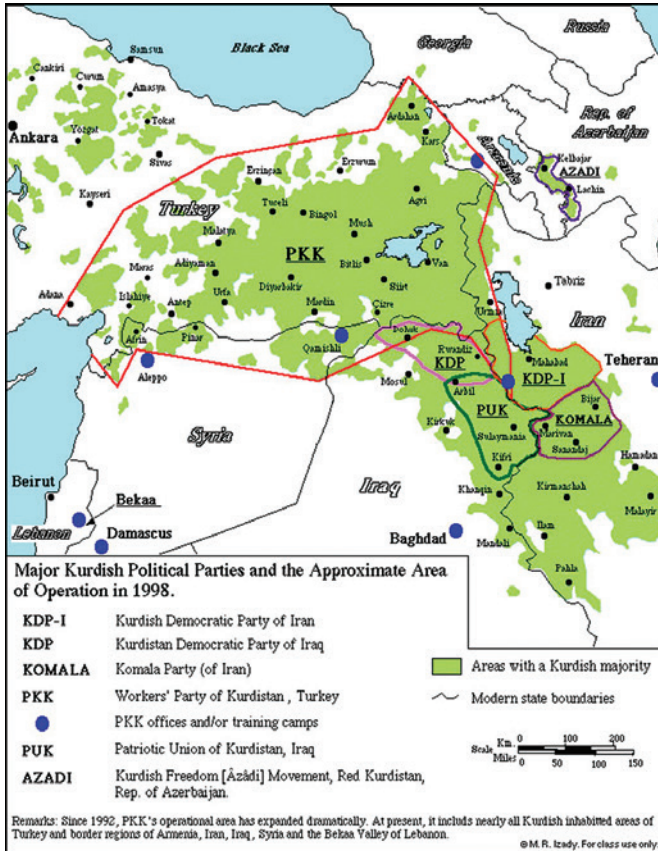 Black Sea
Georgia
Russia
Samsun
Cankiri
Curum
Amasya
Rep. of
Azerbaijan
Ardahan
Tokat
Ankara
Yozgat
Kars
Armenia
Kelbajar
AZADI
Sivas
Erzinsan
Erzwrum
Lachin
Kayseri
Turkey
Tuceli
Bingol
Agri
Malatya
Mush
PKK
Adiyaman
Bitlis
Van
Tabriz
Maras
Diyarbakir
Siirt
Adana
Islahiye
Antep
Urfa
Mardin
Cizre
Urmia
Iran
Afrin
Pinar
Qamishli
Dohak
Rwandiz
Mahabad
Teheran
Aleppo
KDP
KDP-I
Mosul
Arbil
Bijar
PUK
KOMALA
Syria
Kirkuk
Marivan
Sulaymania
Sanandaj
Beirut
Kifri
Hamadan
Iraq
Khanqin
Kirmanshah
Bekaa
Malayir
Lebanon
Damascus
Baghdad
Mandali
Ilam
Pahla
Major Kurdish Political Parties and the Approximate Area
of Operation in 1998.
KDP-I Kurdish Democratic Party of Iran
KDP Kurdistan Democratic Party of Iraq
KOMALA Komala Party (of Iran)
PKK Workers' Party of Kurdistan , Turkey
PKK offices and/or training camps
PUK Patriotic Union of Kurdistan, Iraq
AZADI Kurdish Freedom [Âzâdi] Movement, Red Kurdistan,
Rep. of Azerbaijan.
Areas with a Kurdish majority
Modern state boundaries
Scale Km. 0 100 200
Miles 0 50 100 150
Remarks: Since 1992, PKK's operational area has expanded dramatically. At present, it includes nearly all Kurdish inhabited areas of
Turkey and border regions of Armenia, Iran, Iraq , Syria and the Bekaa Valley of Lebanon.
© M. R. Izady. For class use only